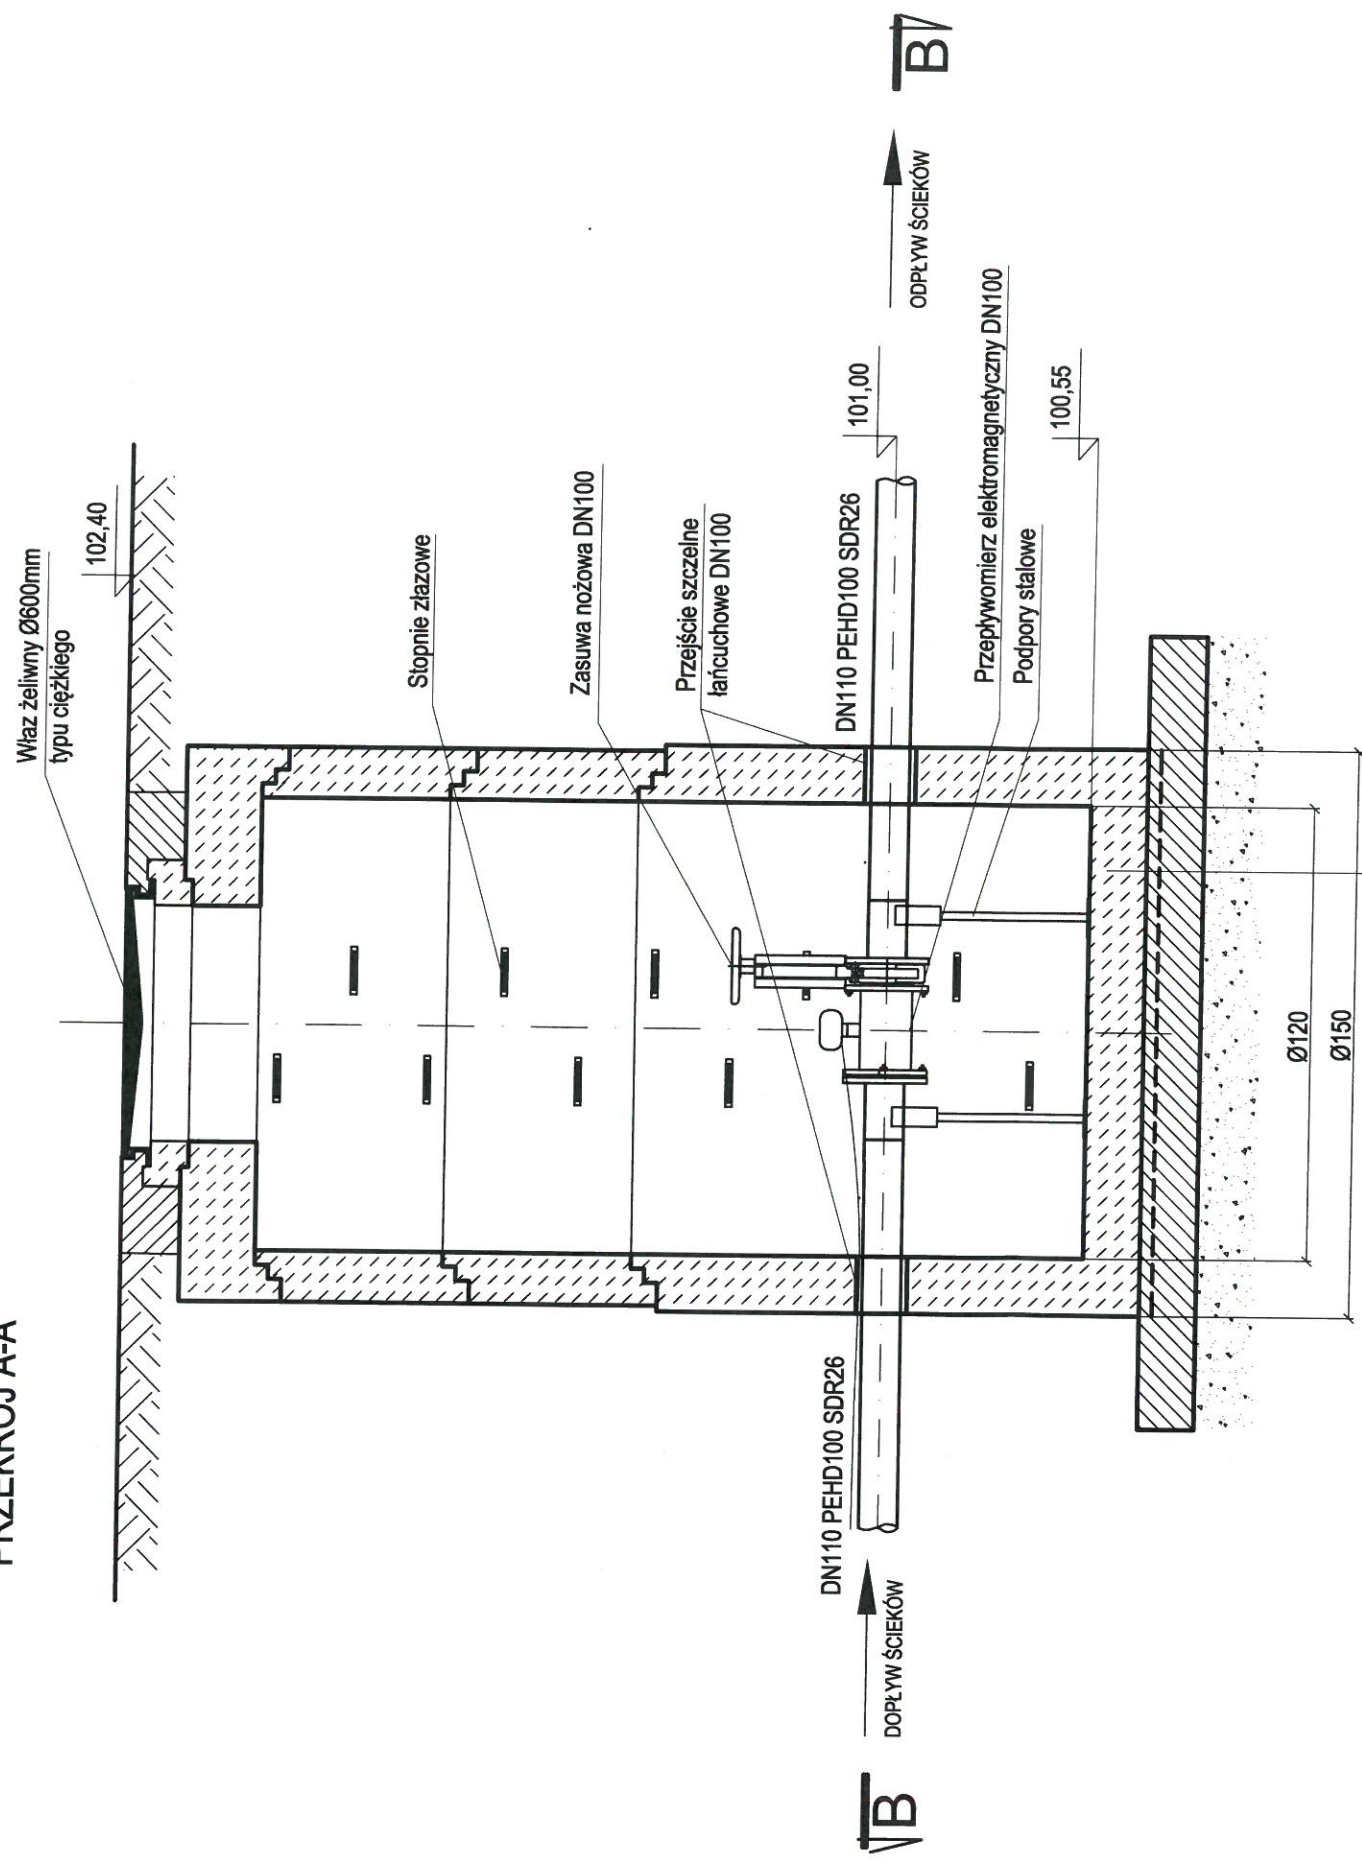 PRZEKRÓJ A-A
Właz żeliwny Ø600mm
typu ciężkiego
102,40
Stopnie złazowe
Zasuwa nożowa DN100
Przejście szczelne
łańcuchowe DN100
DN110 PEHD100 SDR26
101,00
ODPŁYW ŚCIEKÓW
B
Przepływomierz elektromagnetyczny DN100
Podpory stalowe
100,55
DN110 PEHD100 SDR26
DOPŁYW ŚCIEKÓW
B
Ø120
Ø150